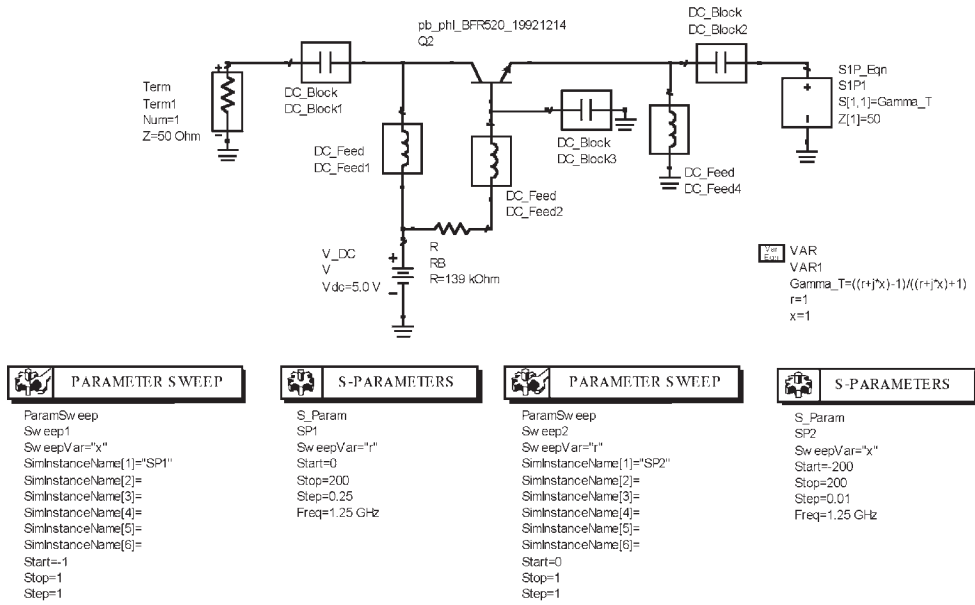 pb_phl_BFR520_19921214
Q2
DC_Block
DC_Block2
Term
Term1
Num=1
Z=50 Ohm
+
-
DC_Block
DC_Block1
DC_Feed
DC_Feed1
DC_Feed
DC_Feed2
DC_Block
DC_Block3
DC_Feed
DC_Feed4
+
-
S1P_Eqn
S1P1
S[1,1]=Gamma_T
Z[1]=50
V_DC
V
Vdc=5.0 V
+
-
R
RB
R=139 kOhm
Var
Eqn
VAR
VAR1
Gamma_T=((r+j*x)-1)/((r+j*x)+1)
r=1
x=1
PARAMETER SWEEP
ParamSweep
Sweep1
SweepVar="x"
SimInstanceName[1]="SP1"
SimInstanceName[2]=
SimInstanceName[3]=
SimInstanceName[4]=
SimInstanceName[5]=
SimInstanceName[6]=
Start=-1
Stop=1
Step=1
S-PARAMETERS
S_Param
SP1
SweepVar="r"
Start=0
Stop=200
Step=0.25
Freq=1.25 GHz
PARAMETER SWEEP
ParamSweep
Sweep2
SweepVar="r"
SimInstanceName[1]="SP2"
SimInstanceName[2]=
SimInstanceName[3]=
SimInstanceName[4]=
SimInstanceName[5]=
SimInstanceName[6]=
Start=0
Stop=1
Step=1
S-PARAMETERS
S_Param
SP2
SweepVar="x"
Start=-200
Stop=200
Step=0.01
Freq=1.25 GHz